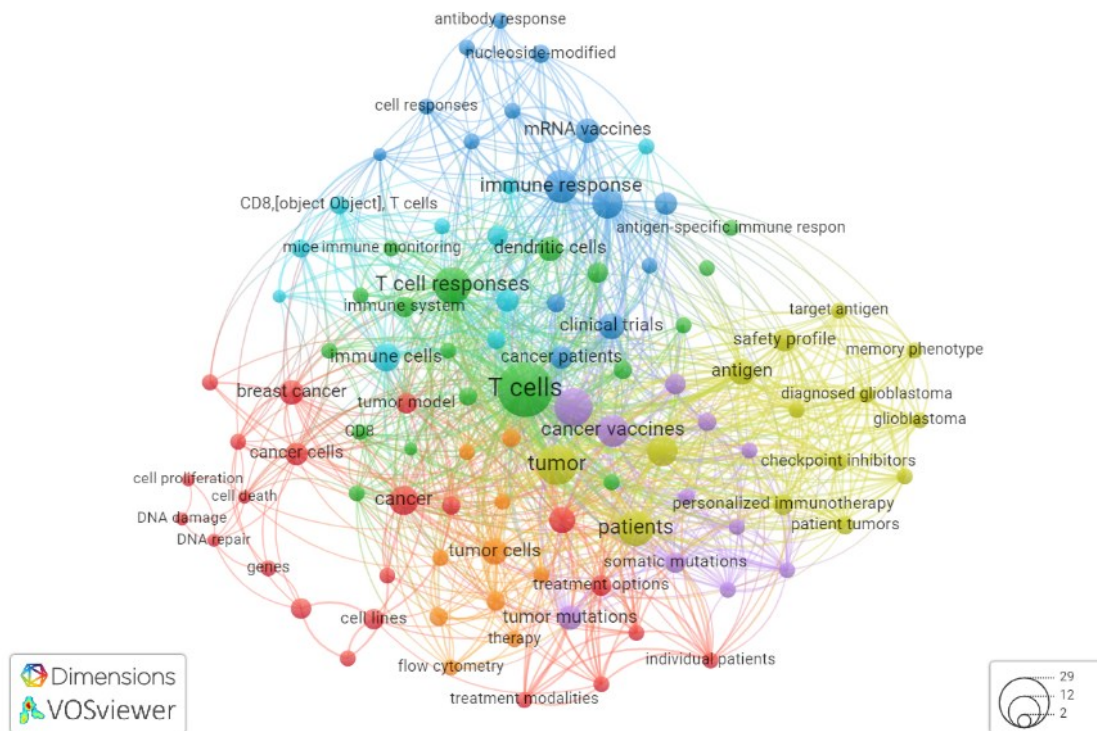 antibody response
nucleoside-modified
cell responses
mRNA vaccines
immune response
CD8,[object Object], T cells
antigen-specific immune respon
mice immune monitoring
dendritic cells
T cell responses
immune system
target antigen
clinical trials
safety profile
immune cells
cancer patients
memory phenotype
antigen
T cells
breast cancer
diagnosed glioblastoma
tumor model
glioblastoma
CD8
cancer vaccines
cancer cells
tumor
checkpoint inhibitors
cell proliferation
cell death
cancer
personalized immunotherapy
DNA damage
patients
patient tumors
DNA repair
tumor cells
somatic mutations
genes
treatment options
cell lines
tumor mutations
therapy
flow cytometry
individual patients
treatment modalities
Dimensions
VOSviewer
29
12
2